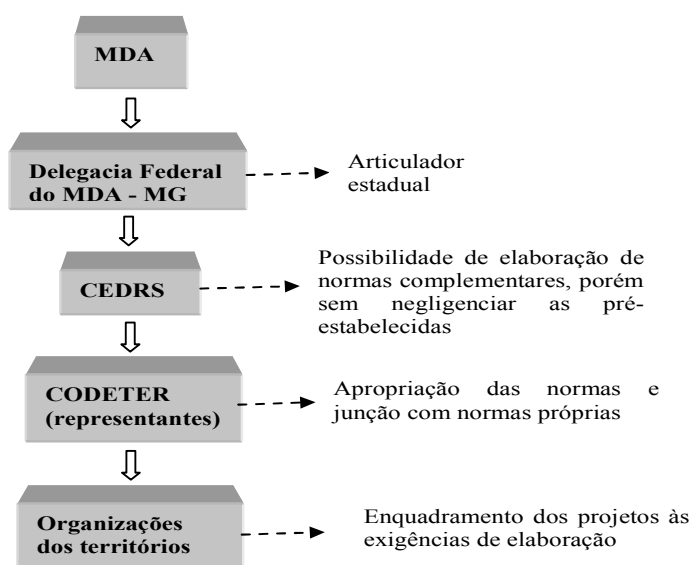 MDA
Delegacia Federal
do MDA - MG
Articulador
estadual
CEDRS
Possibilidade de elaboração de
normas complementares, porém
sem negligenciar as pré-
estabelecidas
CODETER
(representantes)
Apropriação das normas e
junção com normas próprias
Organizações
dos territórios
Enquadramento dos projetos às
exigências de elaboração